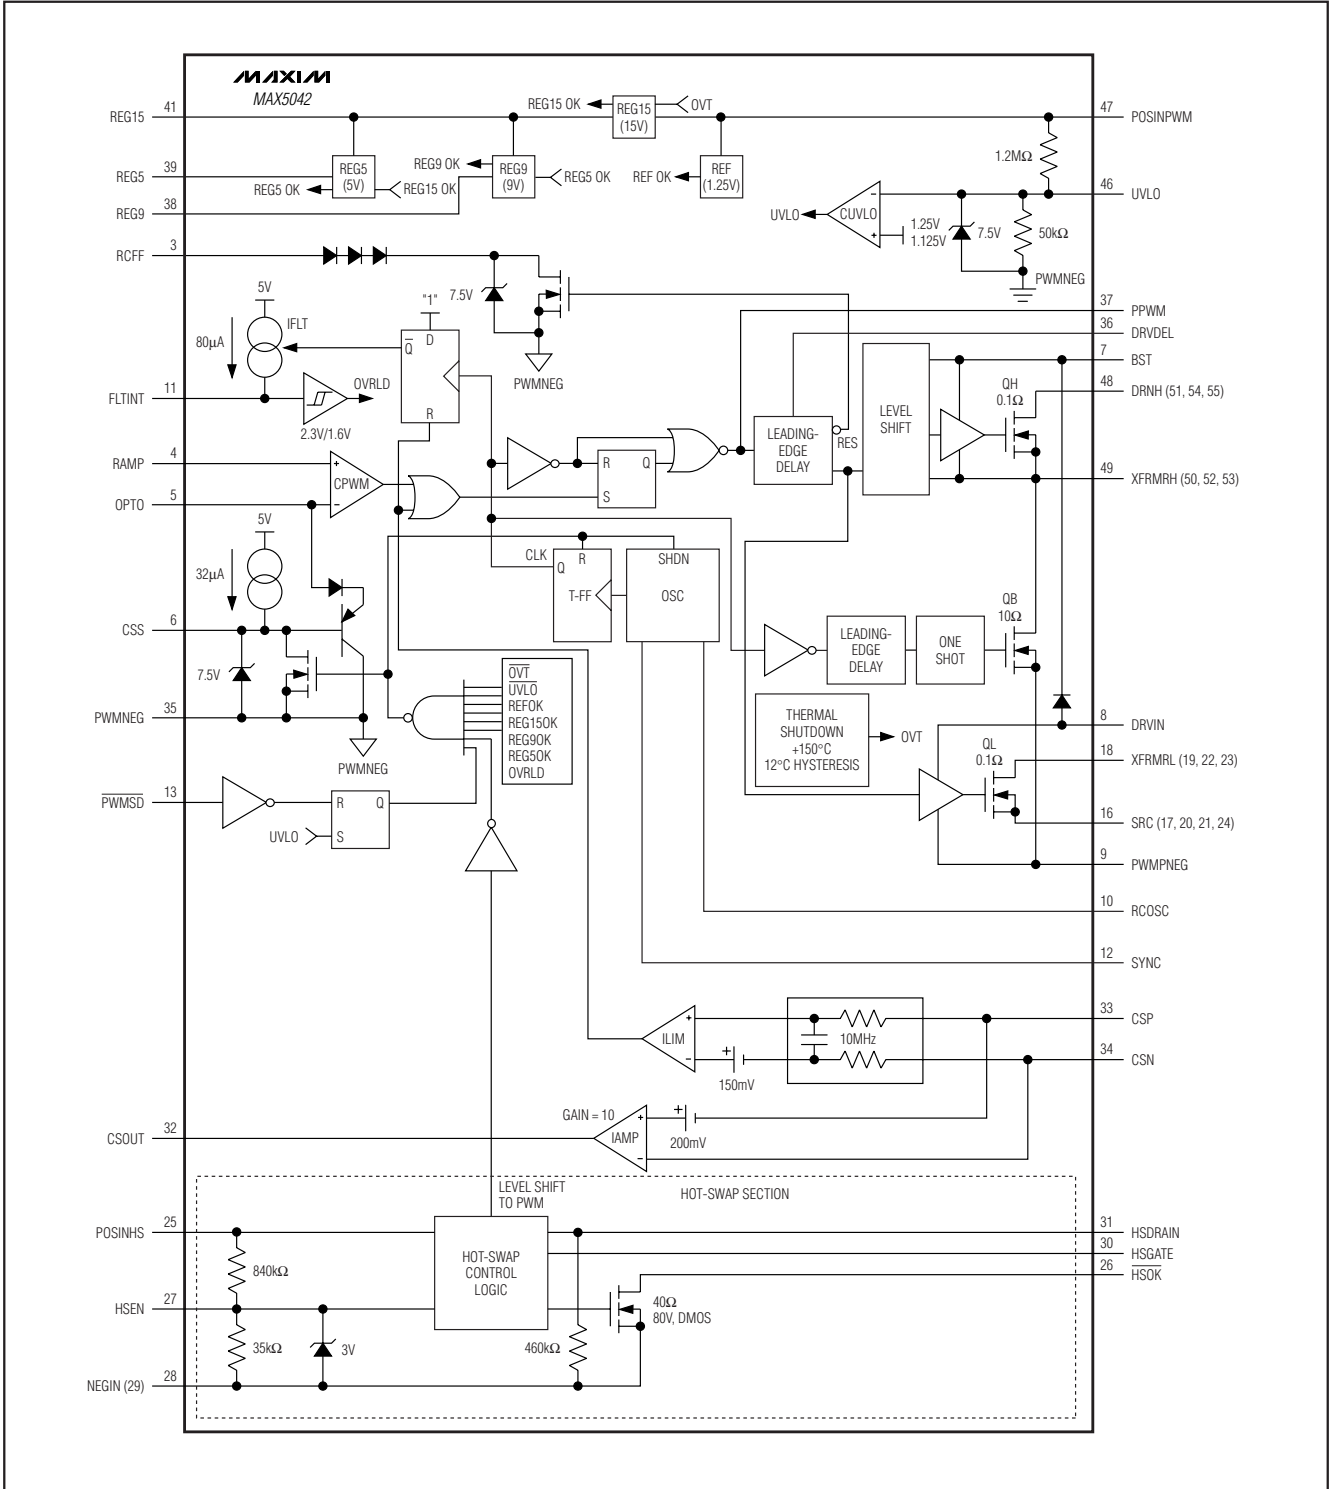 MAXIM
MAX5042
REG15 41
REG15 OK
REG15
(15V)
OVT
47 POSINPWM
1.2MΩ
REG5 39
REG5
(5V)
REG5 OK
REG15 OK
REG9 OK
REG9
(9V)
REG5 OK
REF OK
REF
(1.25V)
REG9 38
46 UVLO
UVLO
CUVLO
-
+
1.25V
1.125V
7.5V
50kΩ
PWMNEG
RCFF 3
7.5V
PWMNEG
5V
IFLT
80µA
"1"
Q̅ D
R
37 PPWM
36 DRVDEL
7 BST
FLTINT 11
OVRLD
2.3V/1.6V
48 DRNH (51, 54, 55)
QH
0.1Ω
LEVEL
SHIFT
LEADING-
EDGE
DELAY
RES
RAMP 4
+
CPWM
-
R Q
S
49 XFRMRH (50, 52, 53)
OPTO 5
5V
32µA
CLK
R
Q
T-FF
SHDN
OSC
CSS 6
7.5V
QB
10Ω
LEADING-
EDGE
DELAY
ONE
SHOT
O̅V̅T̅
U̅V̅L̅O̅
REFOK
REG15OK
REG9OK
REG5OK
OVRLD
PWMNEG 35
PWMNEG
THERMAL
SHUTDOWN
+150°C
12°C HYSTERESIS
OVT
8 DRVIN
QL
0.1Ω
18 XFRMRL (19, 22, 23)
P̅W̅M̅S̅D̅ 13
R Q
S
UVLO
16 SRC (17, 20, 21, 24)
9 PWMPNEG
10 RCOSC
12 SYNC
33 CSP
+
ILIM
-
+
150mV
10MHz
34 CSN
GAIN = 10
+
IAMP
-
+
200mV
CSOUT 32
LEVEL SHIFT
TO PWM
HOT-SWAP SECTION
POSINHS 25
31 HSDRAIN
30 HSGATE
26 H̅S̅O̅K̅
HOT-SWAP
CONTROL
LOGIC
840kΩ
HSEN 27
40Ω
80V, DMOS
35kΩ
3V
460kΩ
NEGIN (29) 28